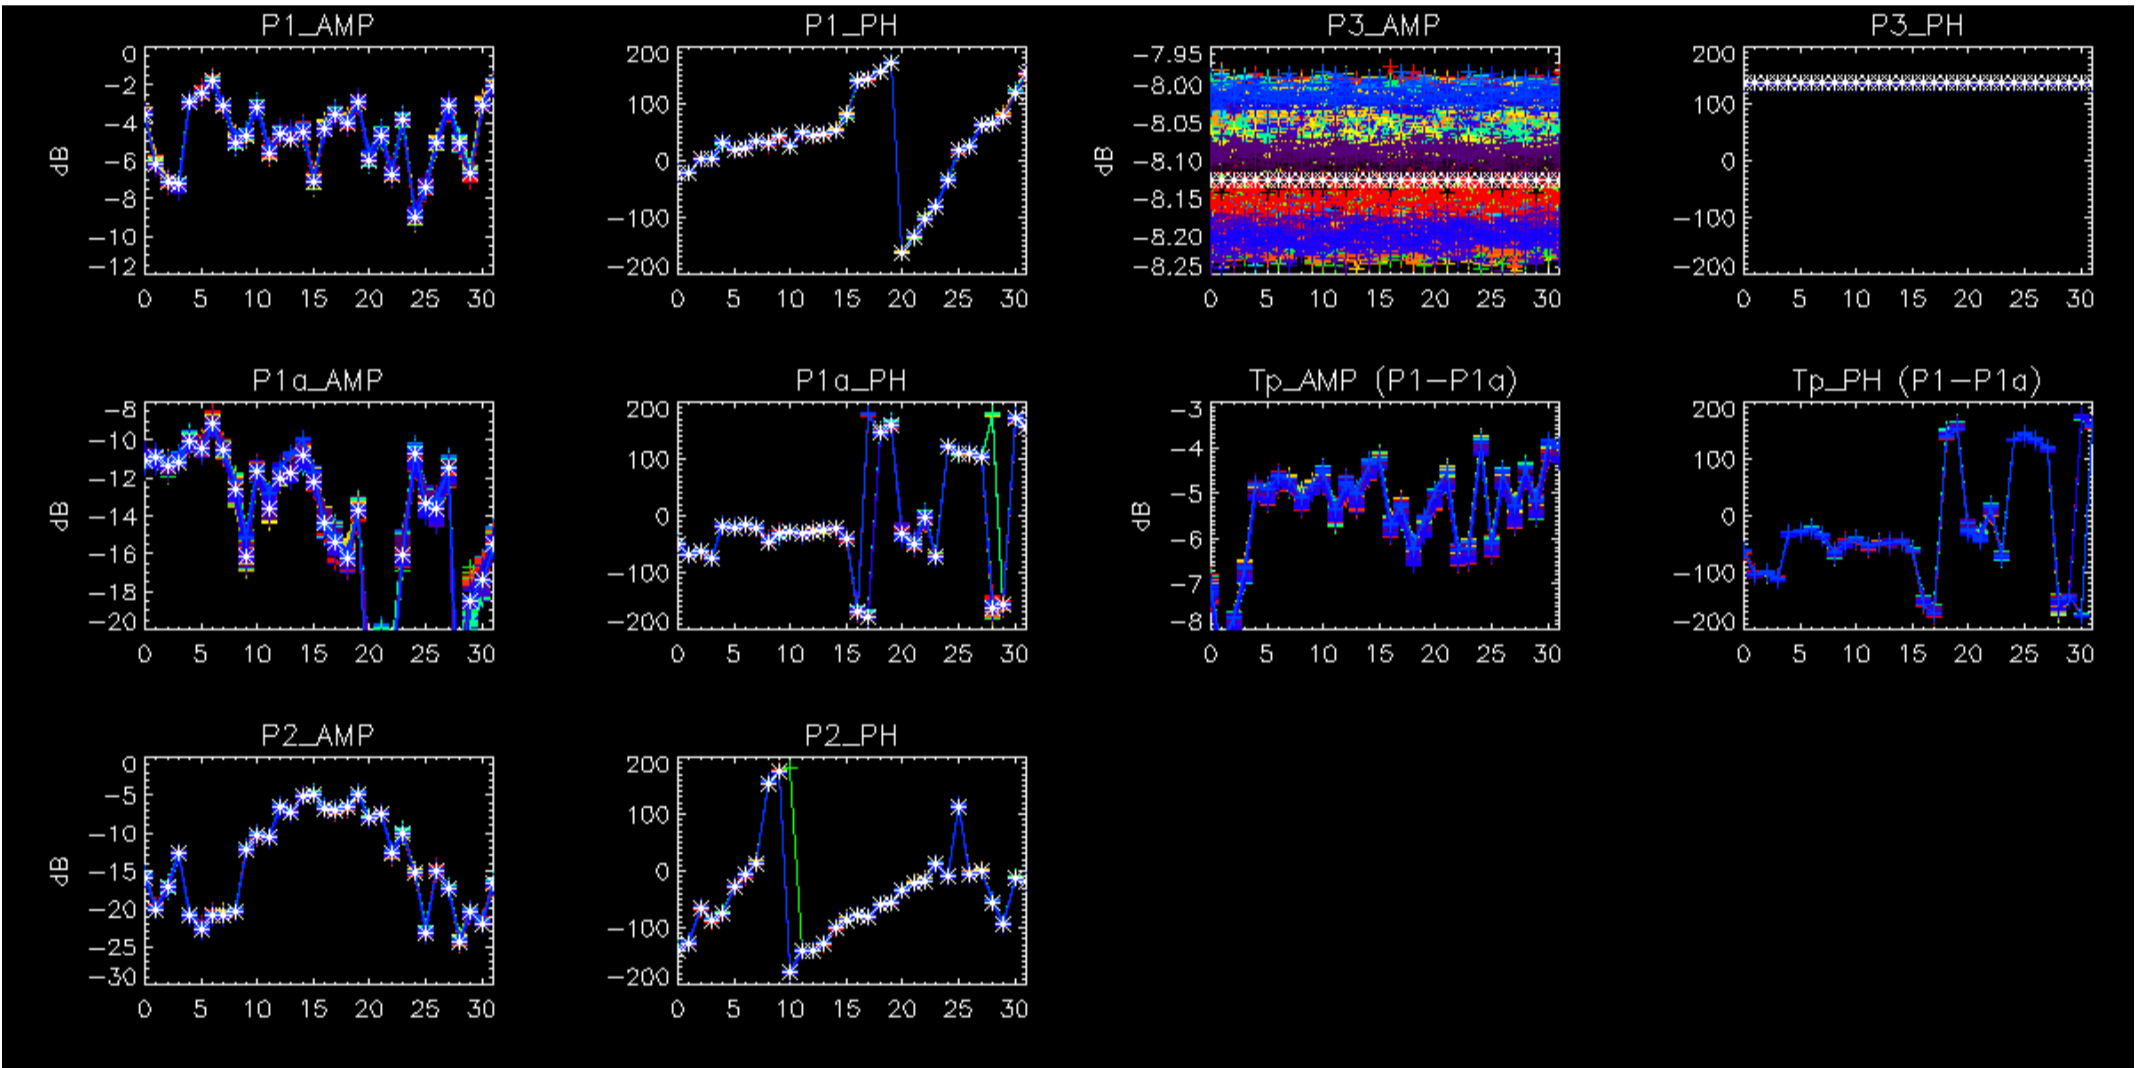 P1_AMP P1_PH P3_AMP P3_PH
0 200 -7.95 200
-2 100 -8.00 100
-4 0 -8.05 0
-6 -100 -8.10 -100
-8 -200 -8.15 -200
-10 -8.20
-12 -8.25
dB dB
0 5 10 15 20 25 30 0 5 10 15 20 25 30 0 5 10 15 20 25 30 0 5 10 15 20 25 30
P1a_AMP P1a_PH Tp_AMP (P1-P1a) Tp_PH (P1-P1a)
-8 200 -3 200
-10 100 -4 100
-12 0 -5 0
-14 -100 -6 -100
-16 -200 -7 -200
-18 -8
-20
dB dB
0 5 10 15 20 25 30 0 5 10 15 20 25 30 0 5 10 15 20 25 30 0 5 10 15 20 25 30
P2_AMP P2_PH
0 200
-5 100
-10 0
-15 -100
-20 -200
-25
-30
dB
0 5 10 15 20 25 30 0 5 10 15 20 25 30